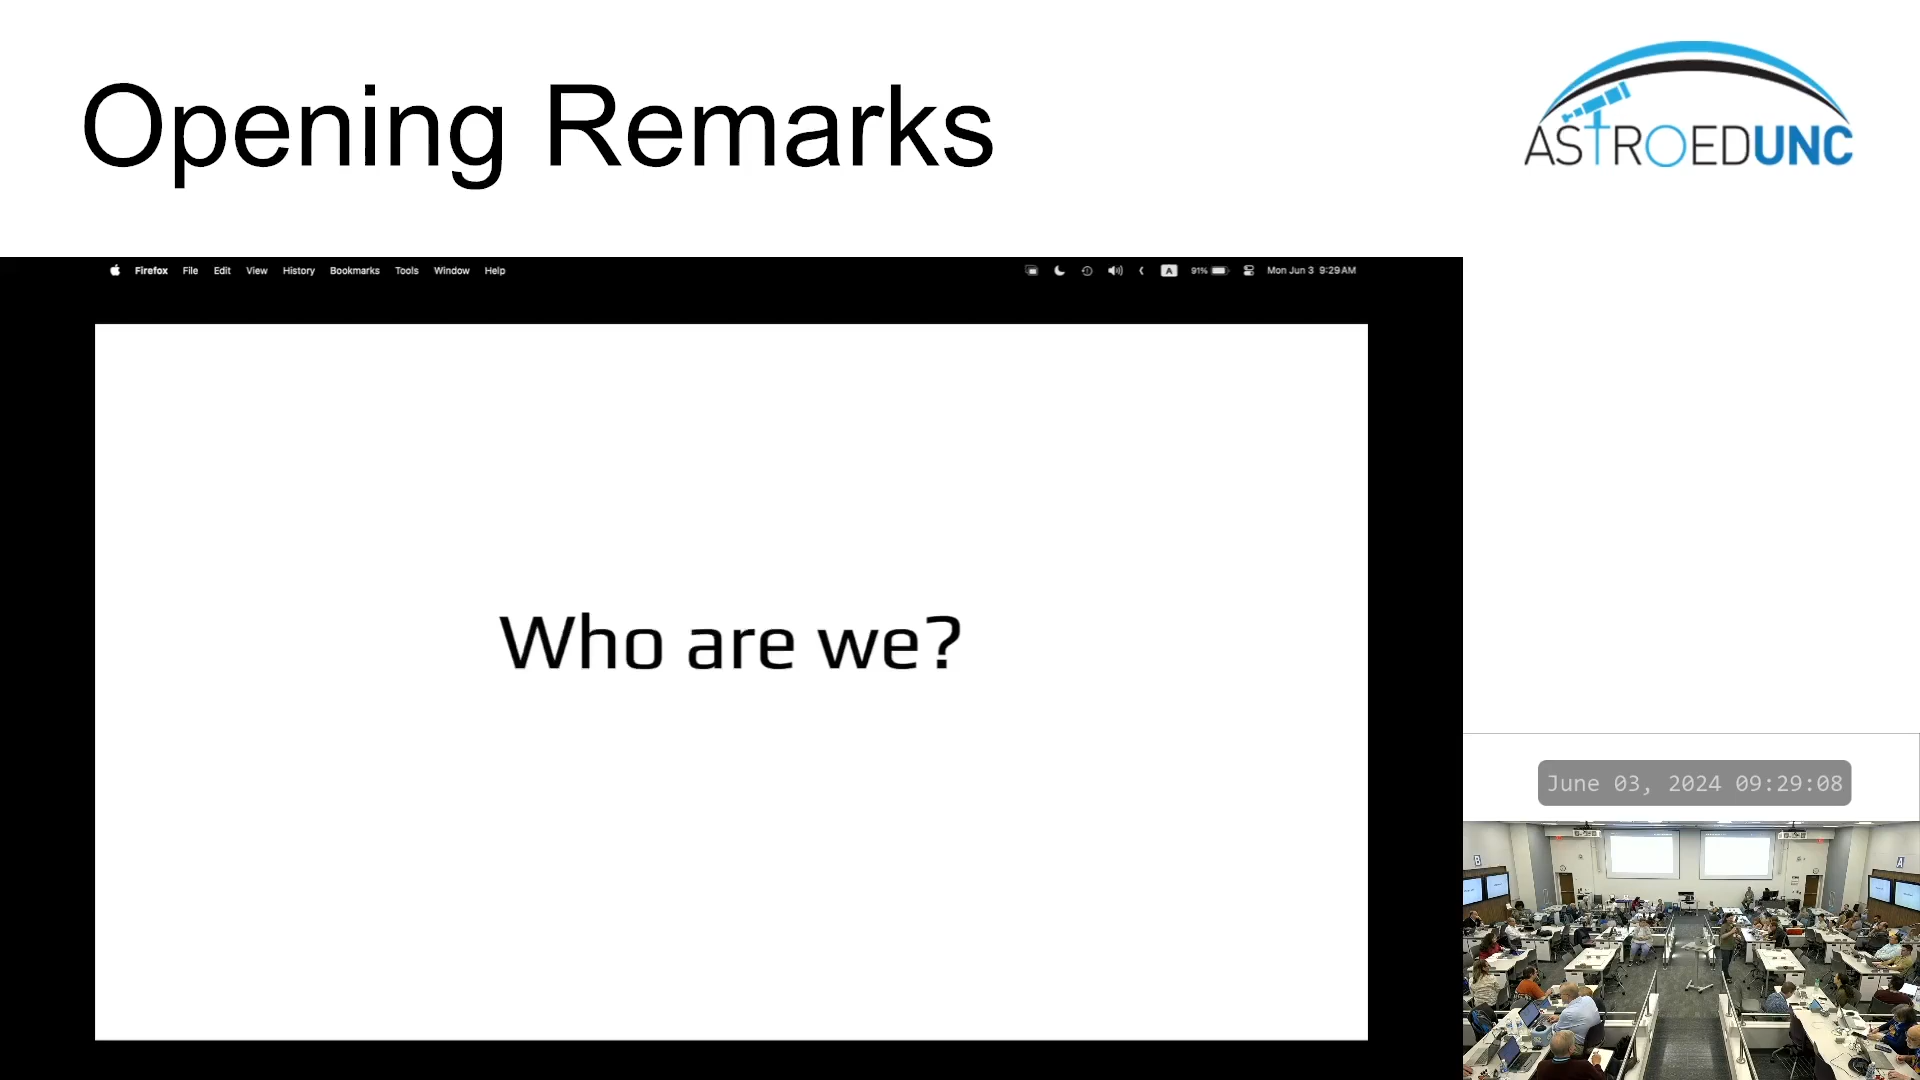 Opening Remarks
ASTROEDUNC
Firefox File Edit View History Bookmarks Tools Window Help
A 91% Mon Jun 3 9:29 AM
Who are we?
June 03, 2024 09:29:08
B
A